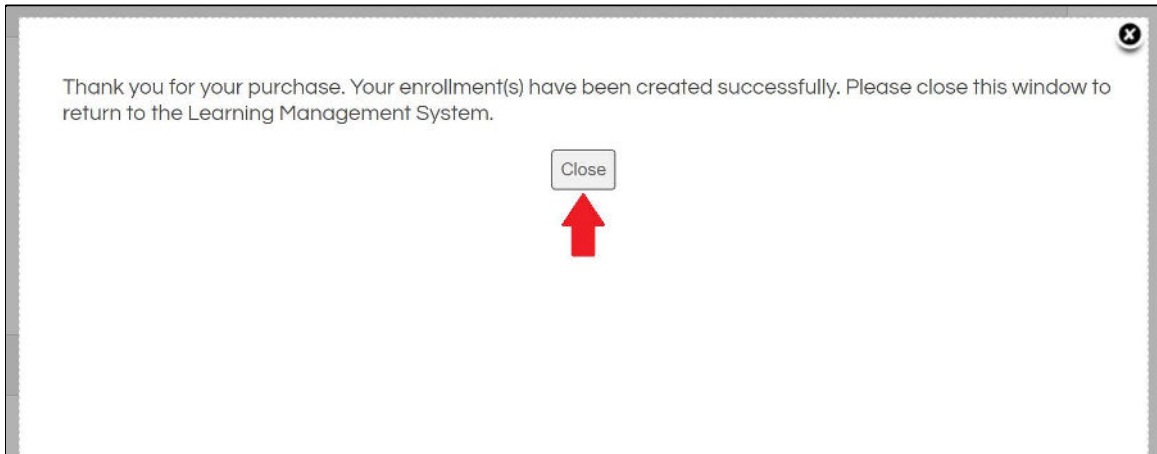 Thank you for your purchase. Your enrollment(s) have been created successfully. Please close this window to
return to the Learning Management System.
Close